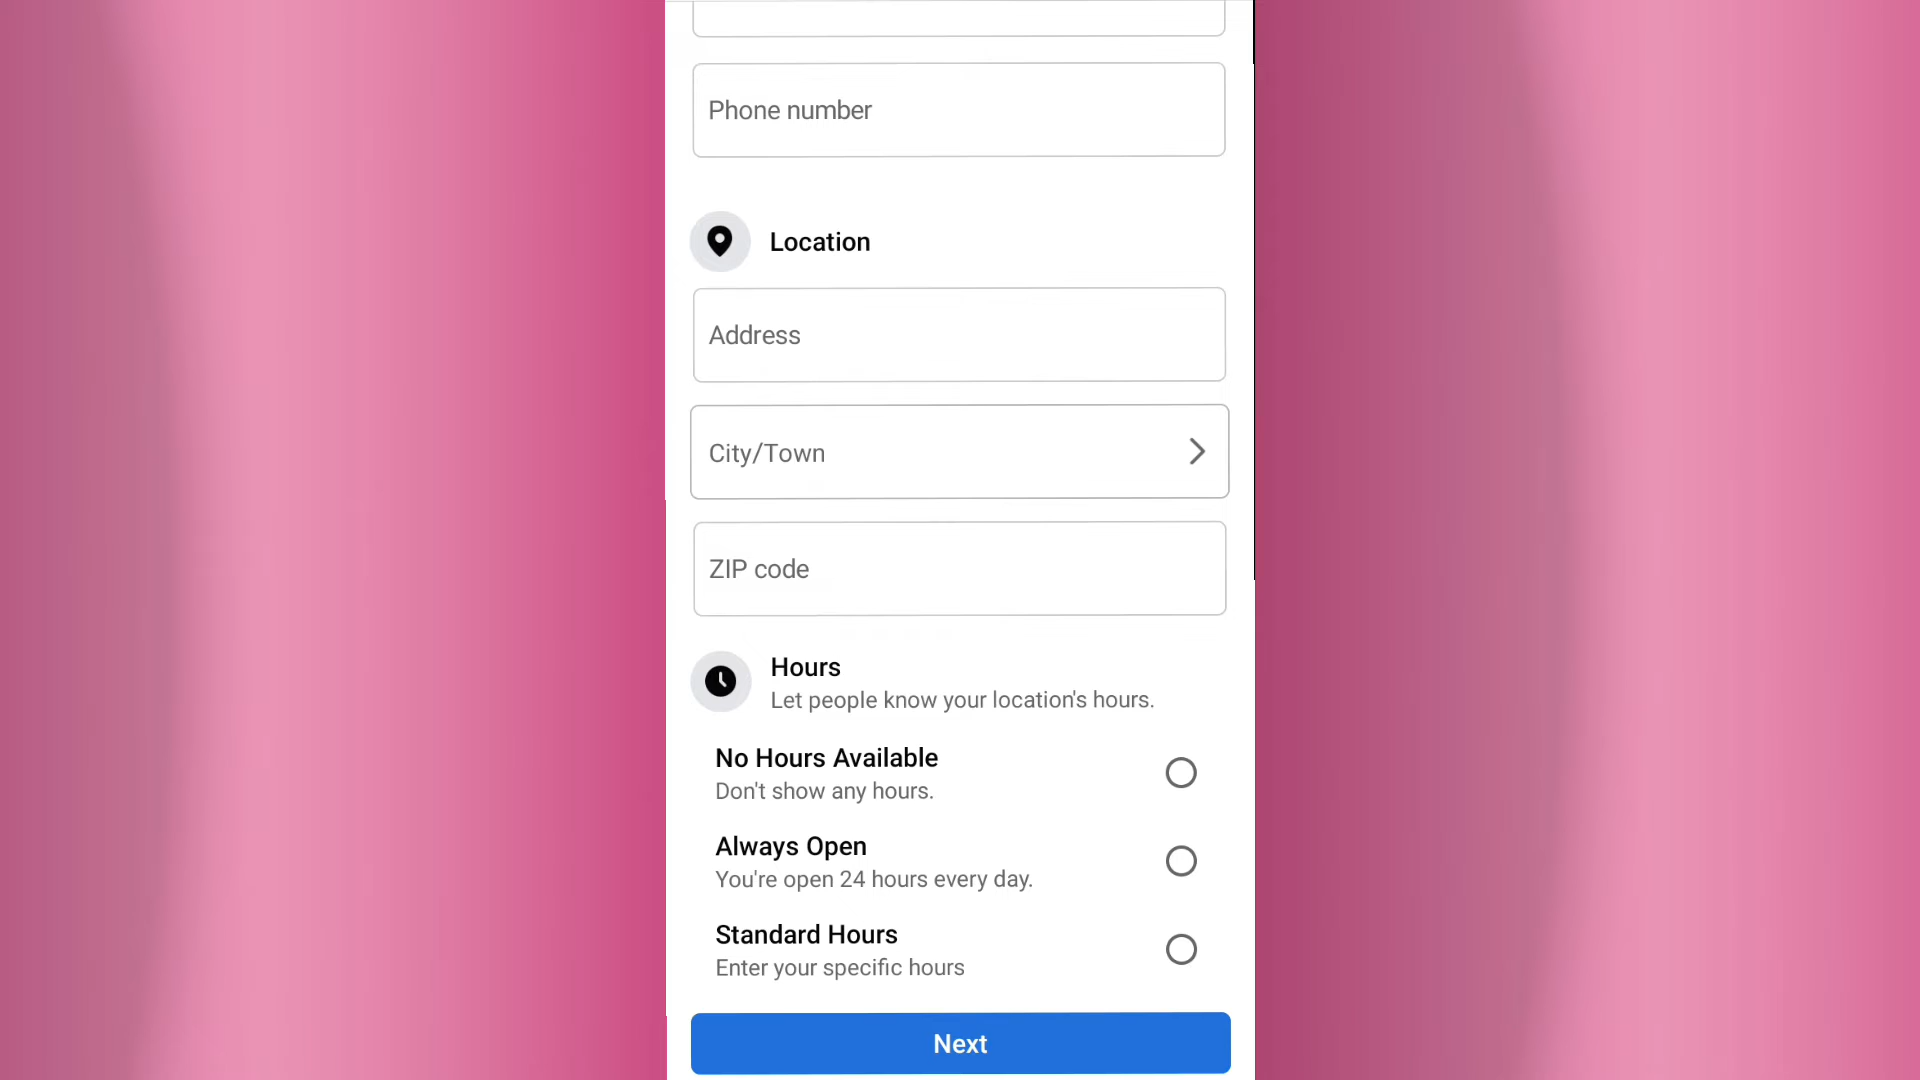 Phone number
Location
Address
City/Town
ZIP code
Hours
Let people know your location's hours.
No Hours Available
Don't show any hours.
Always Open
You're open 24 hours every day.
Standard Hours
Enter your specific hours
Next